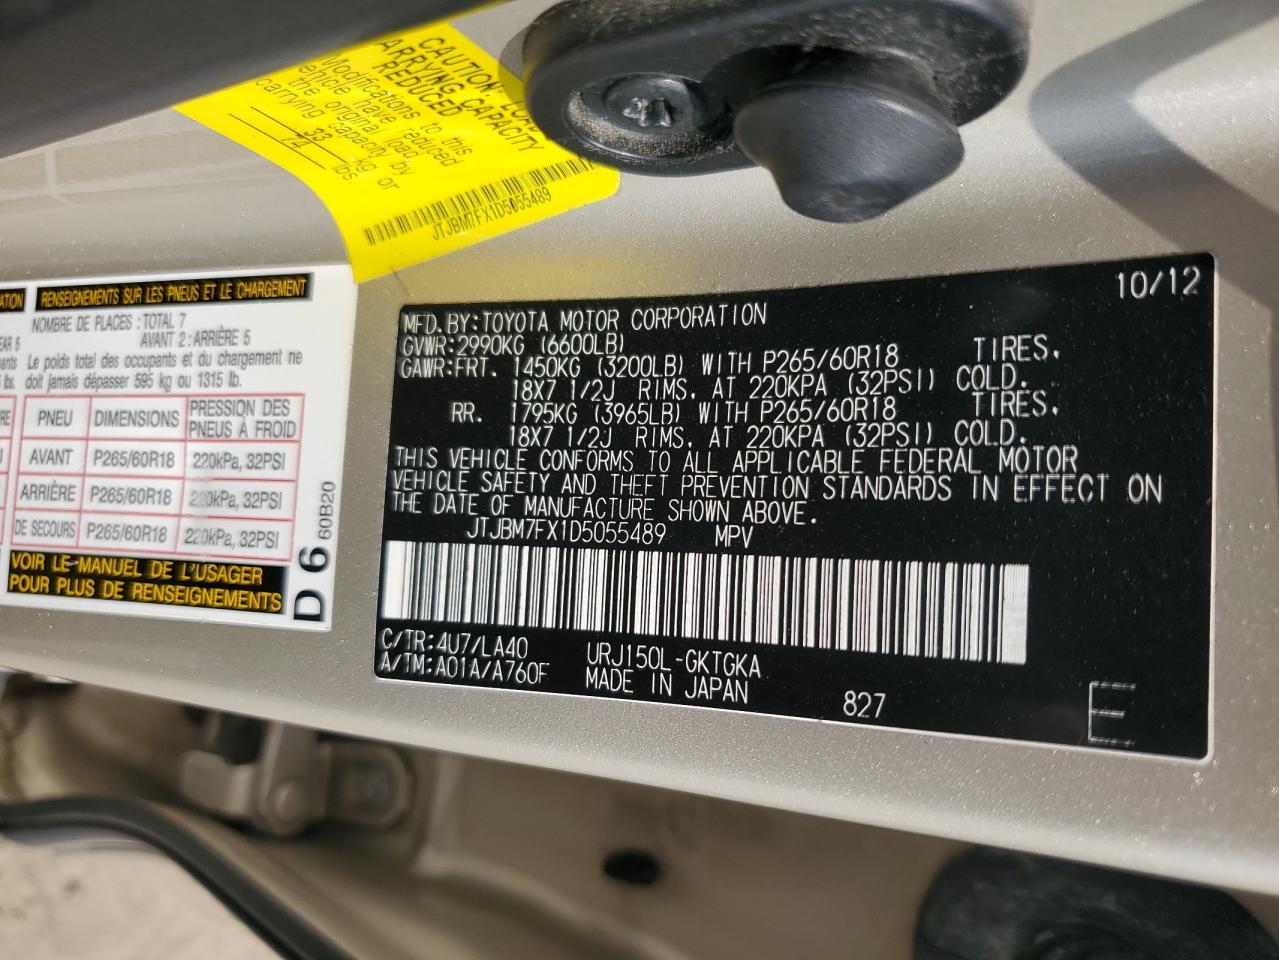 CAUTION: LOAD
CARRYING CAPACITY
REDUCED
Modifications to this
vehicle have reduced
the original load
carrying capacity by
33 kg or
74 lbs.
JTJBM7FX1D5055489
RENSEIGNEMENTS SUR LES PNEUS ET LE CHARGEMENT
NOMBRE DE PLACES : TOTAL 7
AVANT 2 : ARRIÈRE 5
Le poids total des occupants et du chargement ne
doit jamais dépasser 595 kg ou 1315 lb.
PNEU DIMENSIONS PRESSION DES PNEUS À FROID
AVANT P265/60R18 220kPa, 32PSI
ARRIÈRE P265/60R18 220kPa, 32PSI
DE SECOURS P265/60R18 220kPa, 32PSI
VOIR LE MANUEL DE L'USAGER
POUR PLUS DE RENSEIGNEMENTS
D6 60B20
10/12
MFD. BY: TOYOTA MOTOR CORPORATION
GVWR: 2990KG (6600LB)
GAWR: FRT. 1450KG (3200LB) WITH P265/60R18 TIRES.
18X7 1/2J RIMS. AT 220KPA (32PSI) COLD.
RR. 1795KG (3965LB) WITH P265/60R18 TIRES.
18X7 1/2J RIMS. AT 220KPA (32PSI) COLD.
THIS VEHICLE CONFORMS TO ALL APPLICABLE FEDERAL MOTOR
VEHICLE SAFETY AND THEFT PREVENTION STANDARDS IN EFFECT ON
THE DATE OF MANUFACTURE SHOWN ABOVE.
JTJBM7FX1D5055489 MPV
C/TR: 4U7/LA40 URJ150L-GKTGKA
A/TM: A01A/A760F MADE IN JAPAN 827
E